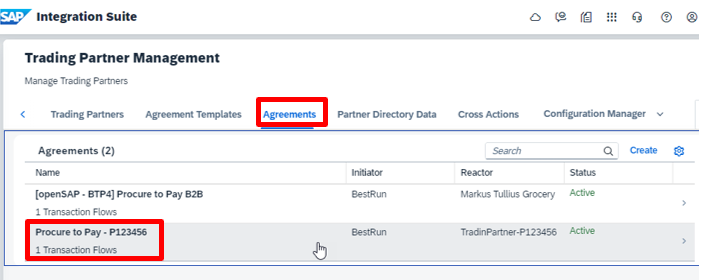 SAP Integration Suite
Trading Partner Management
Manage Trading Partners
Trading Partners Agreement Templates Agreements Partner Directory Data Cross Actions Configuration Manager
Agreements (2) Search Create
Name Initiator Reactor Status
[openSAP - BTP4] Procure to Pay B2B BestRun Markus Tullius Grocery Active
1 Transaction Flows
Procure to Pay - P123456 BestRun TradinPartner-P123456 Active
1 Transaction Flows